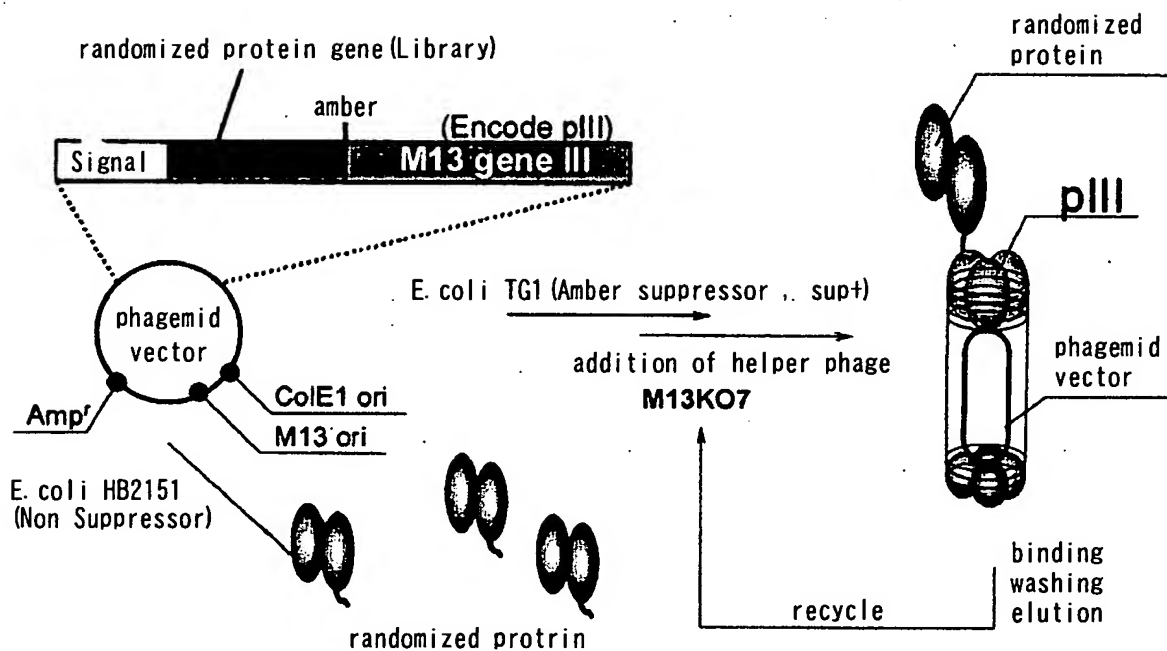 randomized protein gene(Library)
amber
(Encode pIII)
Signal
M13 gene III
phagemid
vector
Ampʳ
ColE1 ori
M13 ori
E. coli HB2151
(Non Suppressor)
randomized protrin
E. coli TG1(Amber suppressor , sup+)
addition of helper phage
M13KO7
recycle
randomized
protein
pIII
phagemid
vector
binding
washing
elution